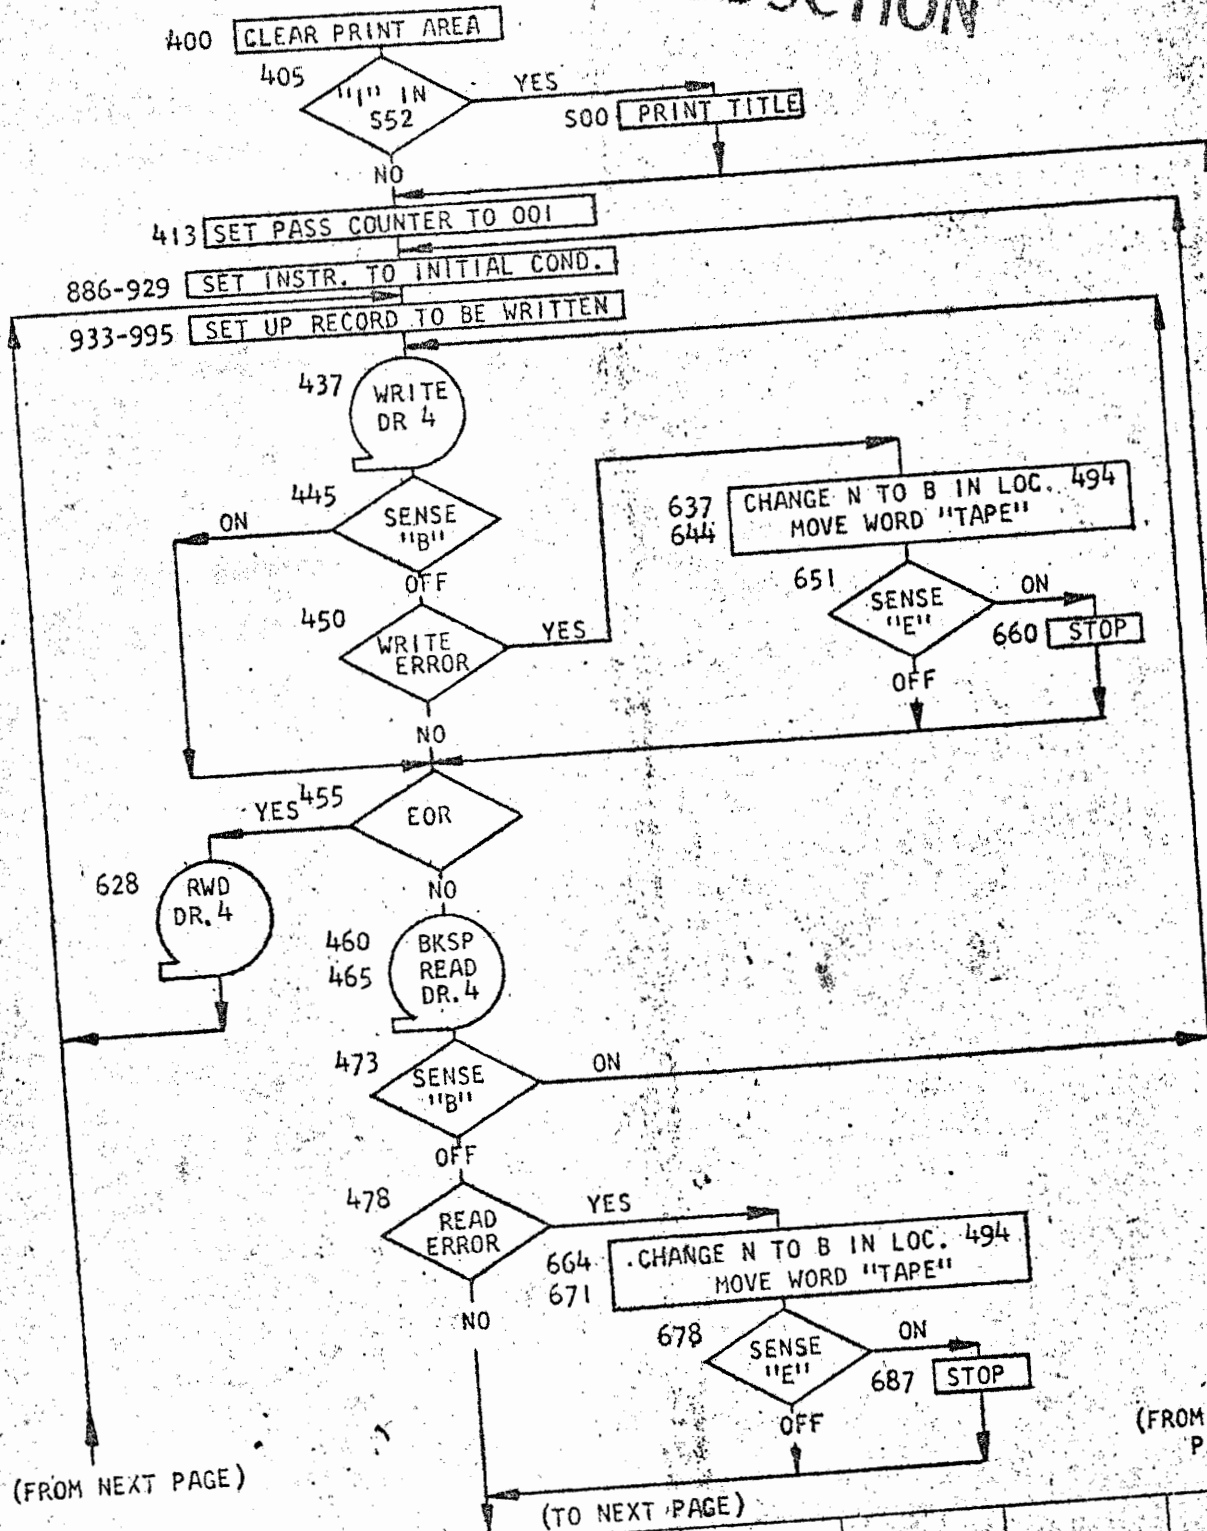 400 CLEAR PRINT AREA
405
"1" IN
S52
YES
500 PRINT TITLE
NO
413 SET PASS COUNTER TO 001
886-929 SET INSTR. TO INITIAL COND.
933-995 SET UP RECORD TO BE WRITTEN
437
WRITE
DR 4
445
SENSE
"B"
ON
OFF
450
WRITE
ERROR
YES
637
644
CHANGE N TO B IN LOC. 494
MOVE WORD "TAPE"
651
SENSE
"E"
ON
660 STOP
OFF
NO
455
YES
EOR
628
RWD
DR. 4
NO
460
465
BKSP
READ
DR. 4
473
SENSE
"B"
ON
OFF
478
READ
ERROR
YES
664
671
CHANGE N TO B IN LOC. 494
MOVE WORD "TAPE"
NO
678
SENSE
"E"
ON
687 STOP
OFF
(FROM
P
(FROM NEXT PAGE)
(TO NEXT PAGE)